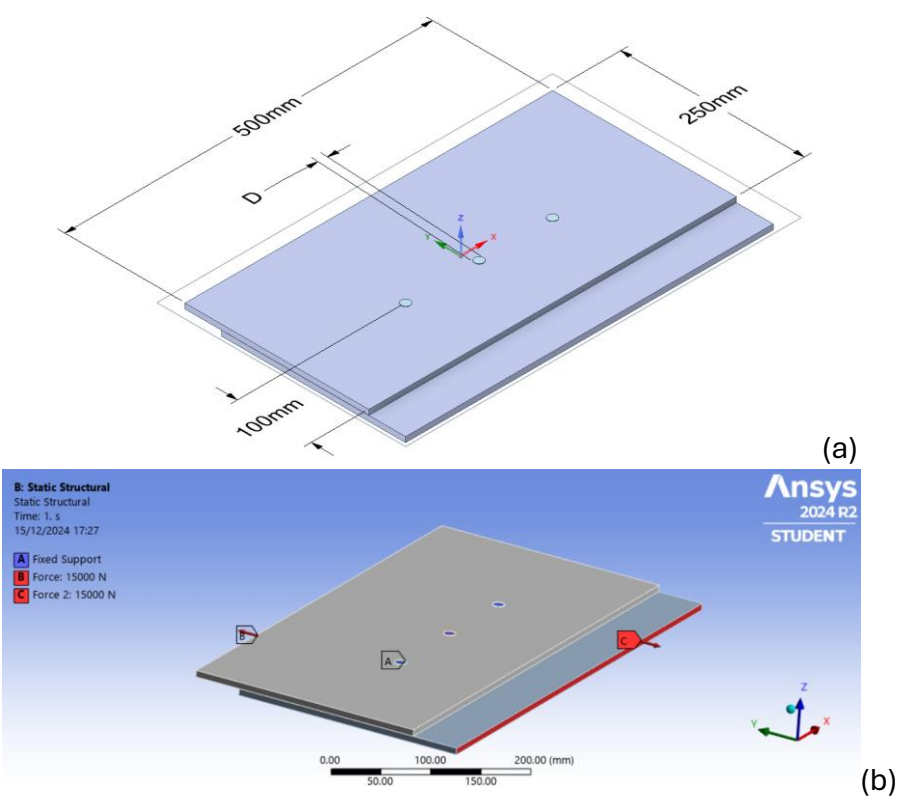 500mm
250mm
D
Z
Y
X
100mm
(a)
B: Static Structural
Static Structural
Time: 1. s
15/12/2024 17:27
A Fixed Support
B Force: 15000 N
C Force 2: 15000 N
Ansys
2024 R2
STUDENT
B
C
A
Z
Y
X
0.00 100.00 200.00 (mm)
50.00 150.00
(b)